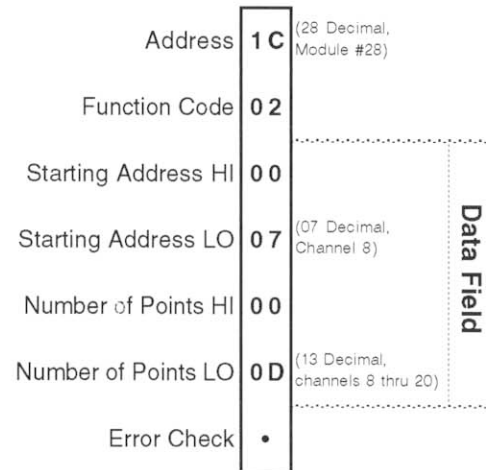 Address 1C (28 Decimal,
Module #28)
Function Code 02
Starting Address HI 00
Starting Address LO 07 (07 Decimal,
Channel 8)
Number of Points HI 00
Number of Points LO 0D (13 Decimal,
channels 8 thru 20)
Error Check •
Data Field